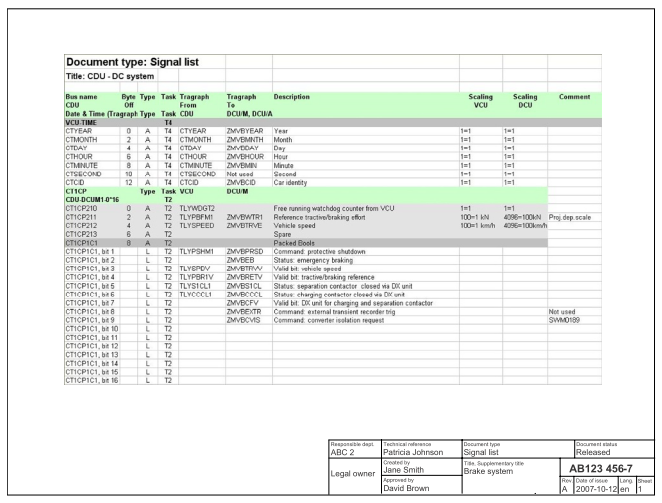 Document type: Signal list
Title: CDU - DC system
Bus name Byte Type Task Tragraph Tragraph Description Scaling Scaling Comment
CDU Off From To VCU DCU
Date & Time (Tragraph Type Task CDU DCU/M, DCU/A
VCU-TIME T4
CTYEAR 0 A T4 CTYEAR ZMVBYEAR Year 1=1 1=1
CTMONTH 2 A T4 CTMONTH ZMVBMNTH Month 1=1 1=1
CTDAY 4 A T4 CTDAY ZMVBDAY Day 1=1 1=1
CTHOUR 6 A T4 CTHOUR ZMVBHOUR Hour 1=1 1=1
CTMINUTE 8 A T4 CTMINUTE ZMVBMIN Minute 1=1 1=1
CTSECOND 10 A T4 CTSECOND Not used Second 1=1 1=1
CTCID 12 A T4 CTCID ZMVBCID Car identity 1=1 1=1
CT1CP Type Task VCU DCU/M
CDU-DCUM1-0"16 T2
CT1CP210 0 A T2 TLYWDGT2 Free running watchdog counter from VCU 1=1 1=1
CT1CP211 2 A T2 TLYPBFM1 ZMVBWTR1 Reference tractive/braking effort 100=1 kN 4096=100kN Proj.dep.scale
CT1CP212 4 A T2 TLYSPEED ZMVBTRVE Vehicle speed 100=1 km/h 4096=100km/h
CT1CP213 6 A T2 Spare
CT1CP1C1 8 A T2 Packed Bools
CT1CP1C1, bit 1 L T2 TLYPSHM1 ZMVBPRSD Command: protective shutdown
CT1CP1C1, bit 2 L T2 ZMVBEB Status: emergency braking
CT1CP1C1, bit 3 L T2 TLYSPDV ZMVBTRVV Valid bit: vehicle speed
CT1CP1C1, bit 4 L T2 TLYPBR1V ZMVBRETV Valid bit: tractive/braking reference
CT1CP1C1, bit 5 L T2 TLYS1CL1 ZMVBS1CL Status: separation contactor closed via DX unit
CT1CP1C1, bit 6 L T2 TLYCCCL1 ZMVBCCCL Status: charging contactor closed via DX unit
CT1CP1C1, bit 7 L T2 ZMVBCFV Valid bit: DX unit for charging and separation contactor
CT1CP1C1, bit 8 L T2 ZMVBEXTR Command: external transient recorder trig Not used
CT1CP1C1, bit 9 L T2 ZMVBCVIS Command: converter isolation request SWM0189
CT1CP1C1, bit 10 L T2
CT1CP1C1, bit 11 L T2
CT1CP1C1, bit 12 L T2
CT1CP1C1, bit 13 L T2
CT1CP1C1, bit 14 L T2
CT1CP1C1, bit 15 L T2
CT1CP1C1, bit 16 L T2
Responsible dept. Technical reference Document type Document status
ABC 2 Patricia Johnson Signal list Released
Legal owner Created by Title, Supplementary title
Jane Smith Brake system AB123 456-7
Approved by Rev. Date of issue Lang. Sheet
David Brown A 2007-10-12 en 1